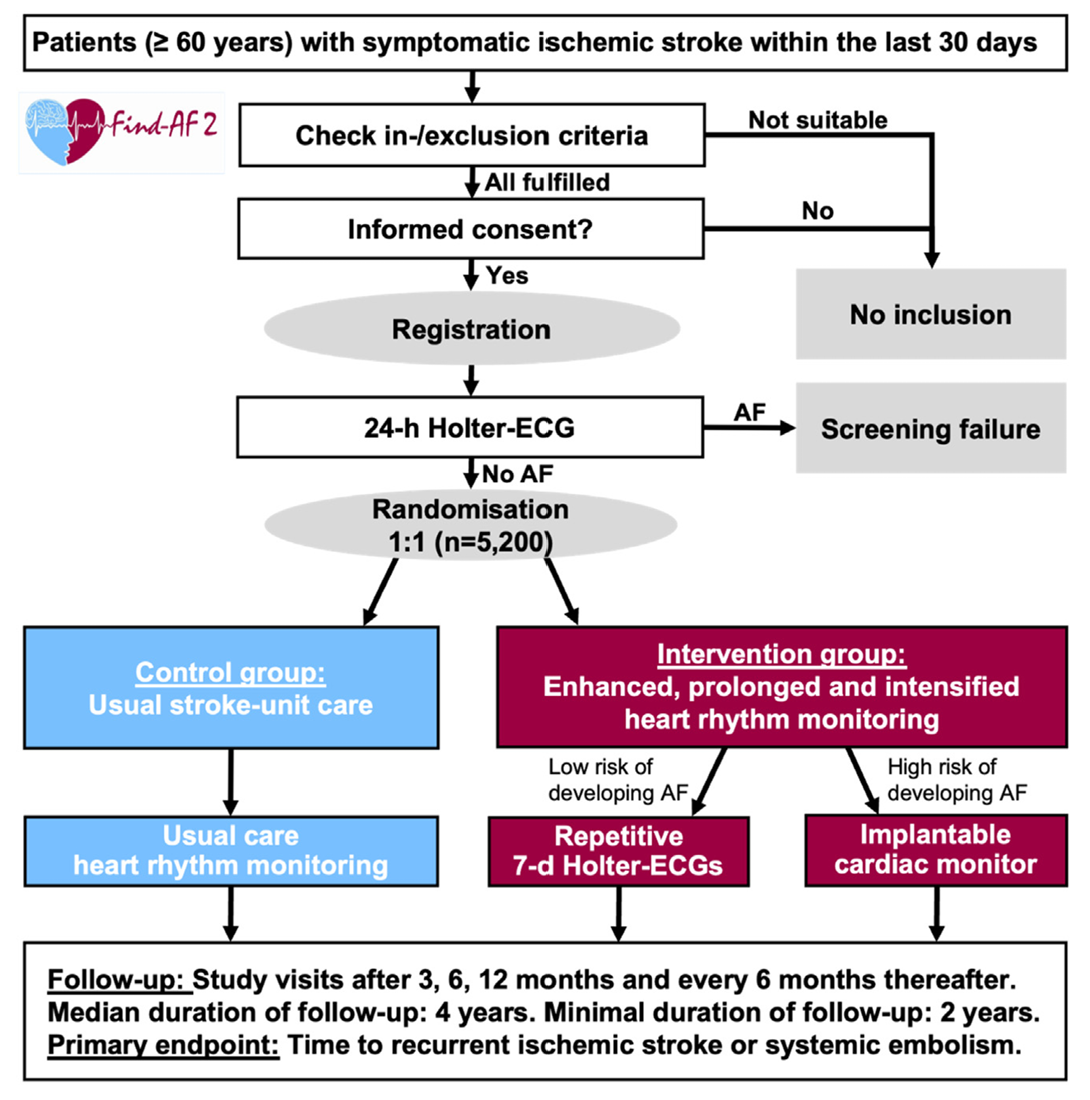 Patients (≥ 60 years) with symptomatic ischemic stroke within the last 30 days
Find-AF 2
Check in-/exclusion criteria
Not suitable
All fulfilled
Informed consent?
No
Yes
No inclusion
Registration
24-h Holter-ECG
AF
Screening failure
No AF
Randomisation
1:1 (n=5,200)
Control group:
Usual stroke-unit care
Intervention group:
Enhanced, prolonged and intensified
heart rhythm monitoring
Low risk of
developing AF
High risk of
developing AF
Usual care
heart rhythm monitoring
Repetitive
7-d Holter-ECGs
Implantable
cardiac monitor
Follow-up: Study visits after 3, 6, 12 months and every 6 months thereafter.
Median duration of follow-up: 4 years. Minimal duration of follow-up: 2 years.
Primary endpoint: Time to recurrent ischemic stroke or systemic embolism.